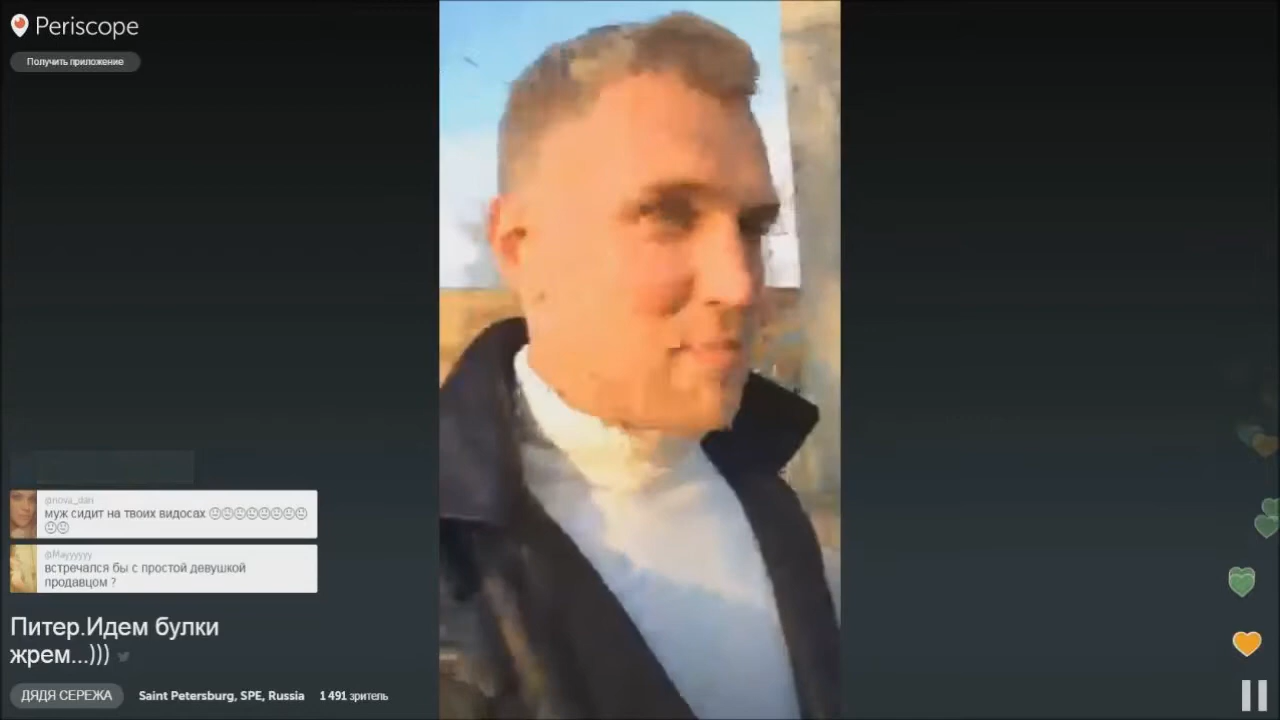 Periscope
Получить приложение
@nova_dan
муж сидит на твоих видосах
@Mayyyyyy
встречался бы с простой девушкой
продавцом ?
Питер.Идем булки
жрем...)))
ДЯДЯ СЕРЕЖА
Saint Petersburg, SPE, Russia
1 491 зритель